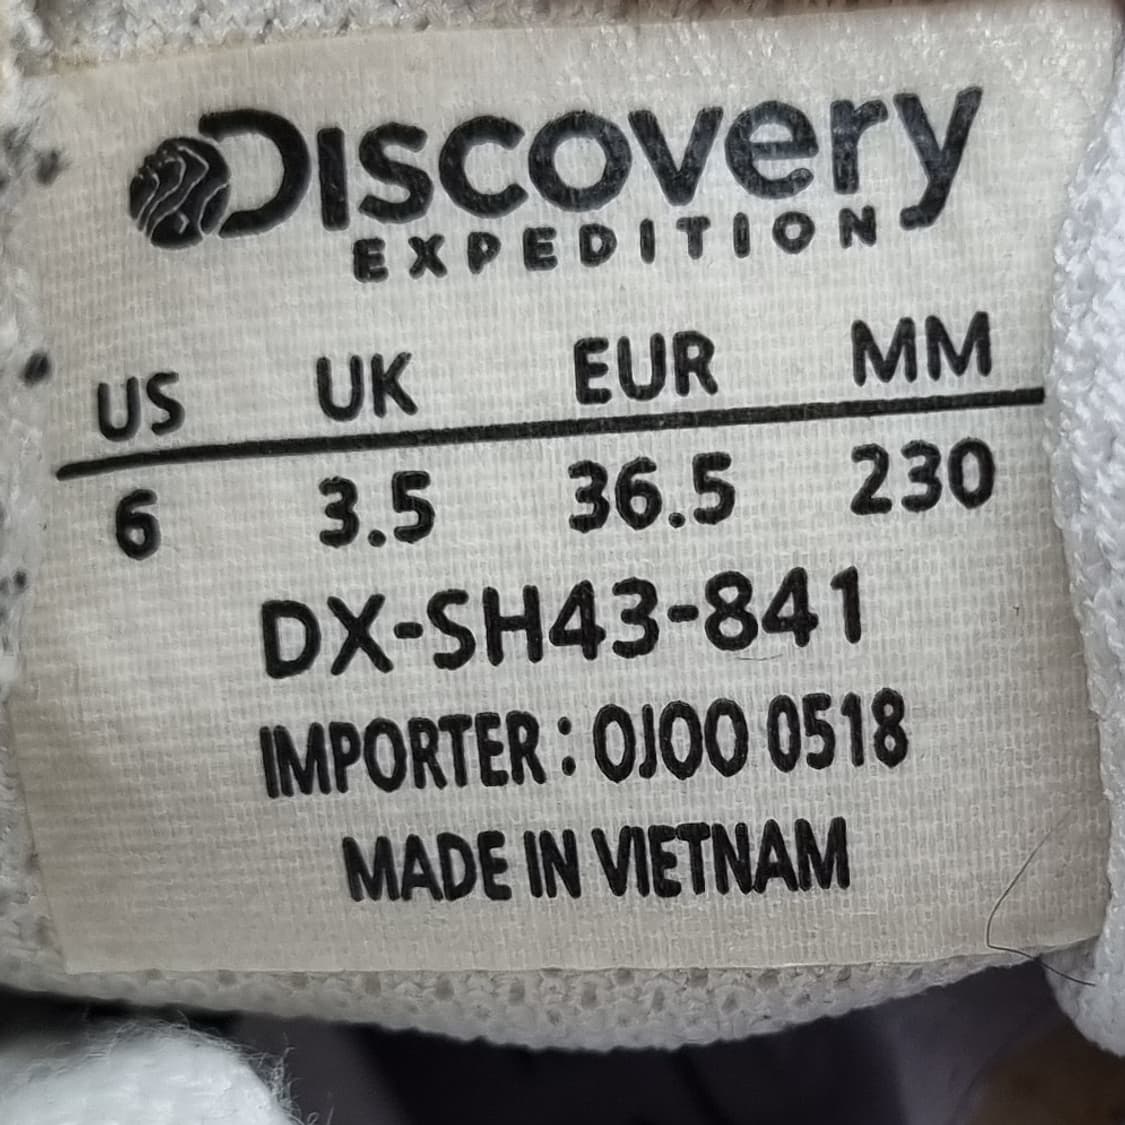 Discovery
EXPEDITION
US UK EUR MM
6 3.5 36.5 230
DX-SH43-841
IMPORTER : OJOO 0518
MADE IN VIETNAM